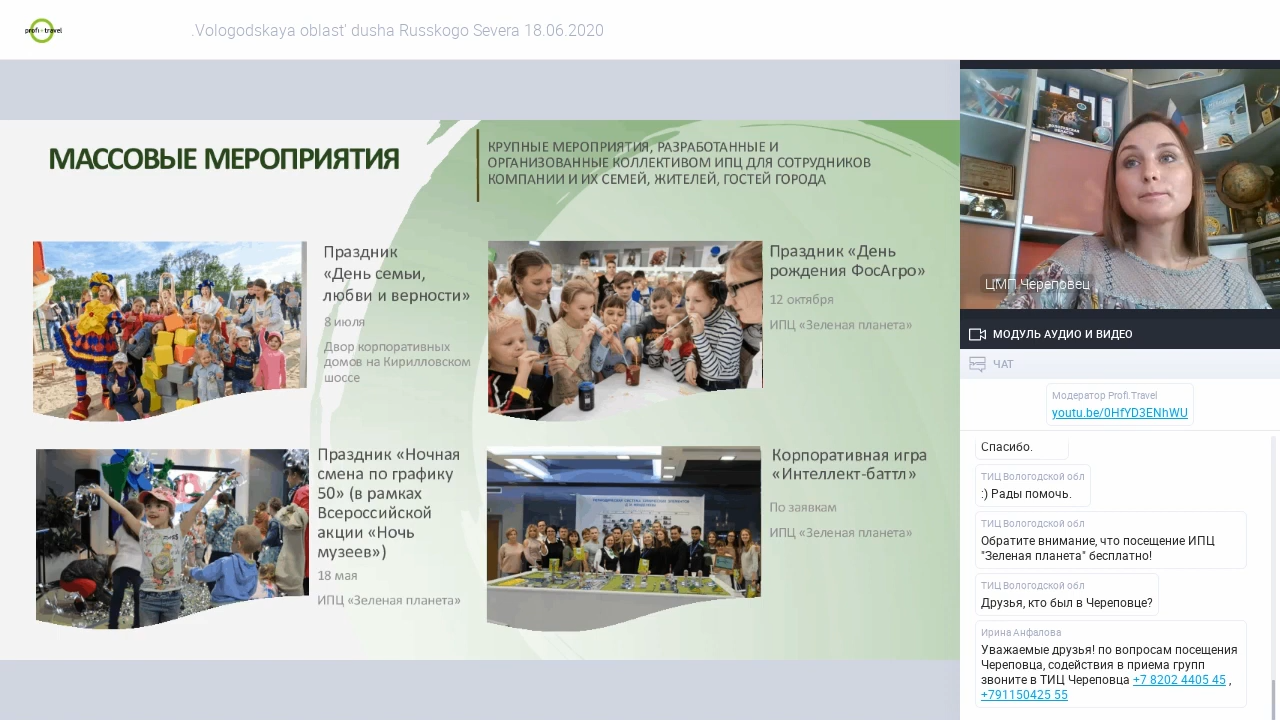 profi travel
.Vologodskaya oblast' dusha Russkogo Severa 18.06.2020
МАССОВЫЕ МЕРОПРИЯТИЯ
КРУПНЫЕ МЕРОПРИЯТИЯ, РАЗРАБОТАННЫЕ И
ОРГАНИЗОВАННЫЕ КОЛЛЕКТИВОМ ИПЦ ДЛЯ СОТРУДНИКОВ
КОМПАНИИ И ИХ СЕМЕЙ, ЖИТЕЛЕЙ, ГОСТЕЙ ГОРОДА
Праздник
«День семьи,
любви и верности»
8 июля
Двор корпоративных
домов на Кирилловском
шоссе
Праздник «День
рождения ФосАгро»
12 октября
ИПЦ «Зеленая планета»
Праздник «Ночная
смена по графику
50» (в рамках
Всероссийской
акции «Ночь
музеев»)
18 мая
ИПЦ «Зеленая планета»
Корпоративная игра
«Интеллект-баттл»
По заявкам
ИПЦ «Зеленая планета»
ЦМП Череповец
МОДУЛЬ АУДИО И ВИДЕО
ЧАТ
Модератор Profi.Travel
youtu.be/0HfYD3ENhWU
Спасибо.
ТИЦ Вологодской обл
:) Рады помочь.
ТИЦ Вологодской обл
Обратите внимание, что посещение ИПЦ
"Зеленая планета" бесплатно!
ТИЦ Вологодской обл
Друзья, кто был в Череповце?
Ирина Анфалова
Уважаемые друзья! по вопросам посещения
Череповца, содействия в приема групп
звоните в ТИЦ Череповца +7 8202 4405 45 ,
+791150425 55